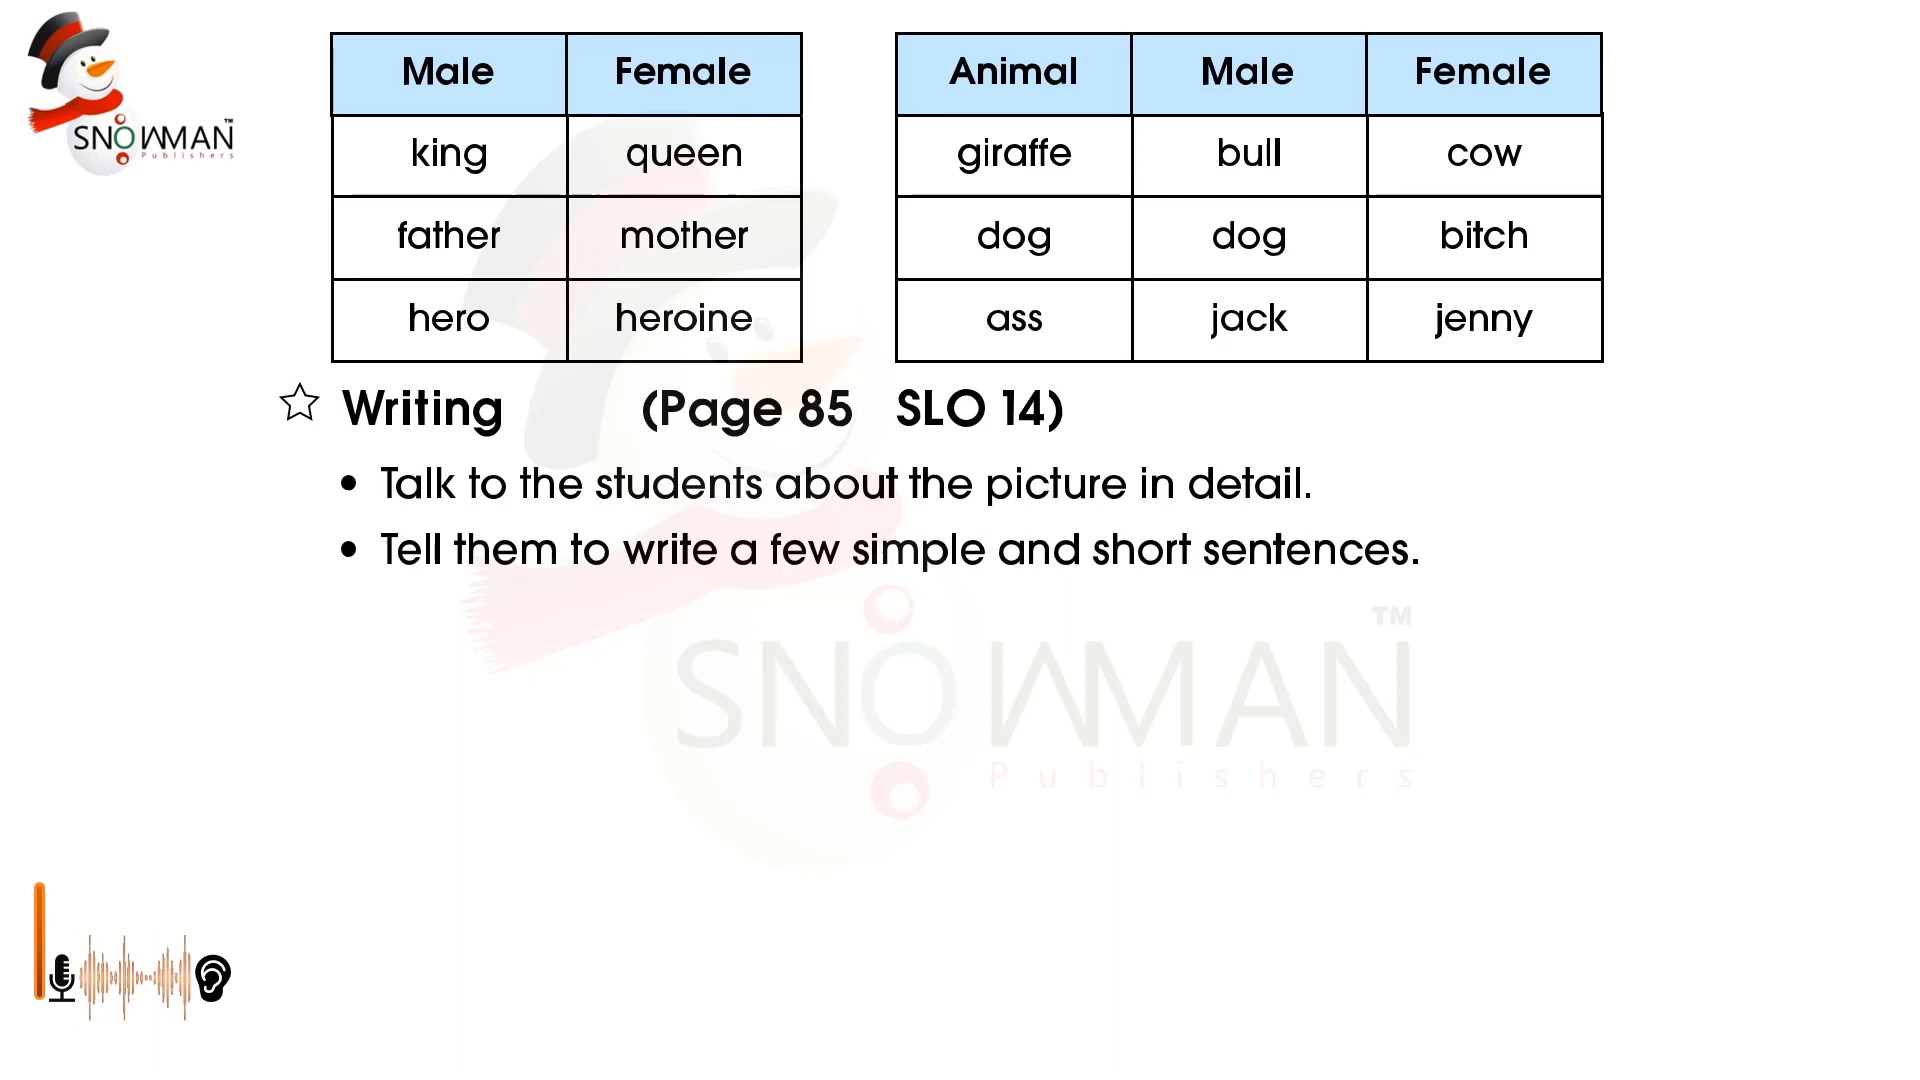 SNOWMAN™
Publishers
Male Female
king queen
father mother
hero heroine
Animal Male Female
giraffe bull cow
dog dog bitch
ass jack jenny
Writing (Page 85 SLO 14)
• Talk to the students about the picture in detail.
• Tell them to write a few simple and short sentences.
SNOWMAN™
Publishers